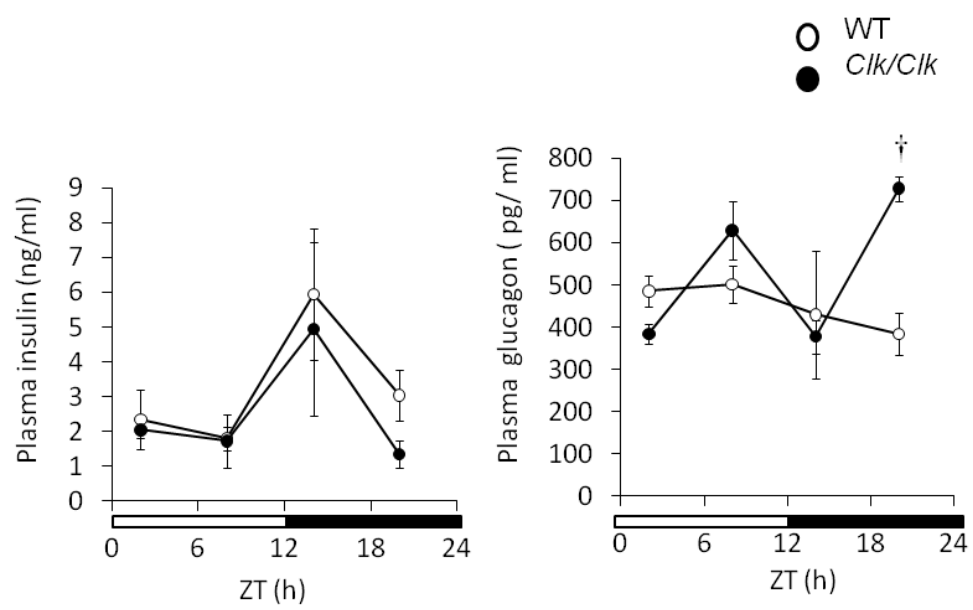 WT
Clk/Clk
Plasma insulin (ng/ml)
9
8
7
6
5
4
3
2
1
0
0 6 12 18 24
ZT (h)
Plasma glucagon ( pg/ ml)
†
800
700
600
500
400
300
200
100
0
0 6 12 18 24
ZT (h)